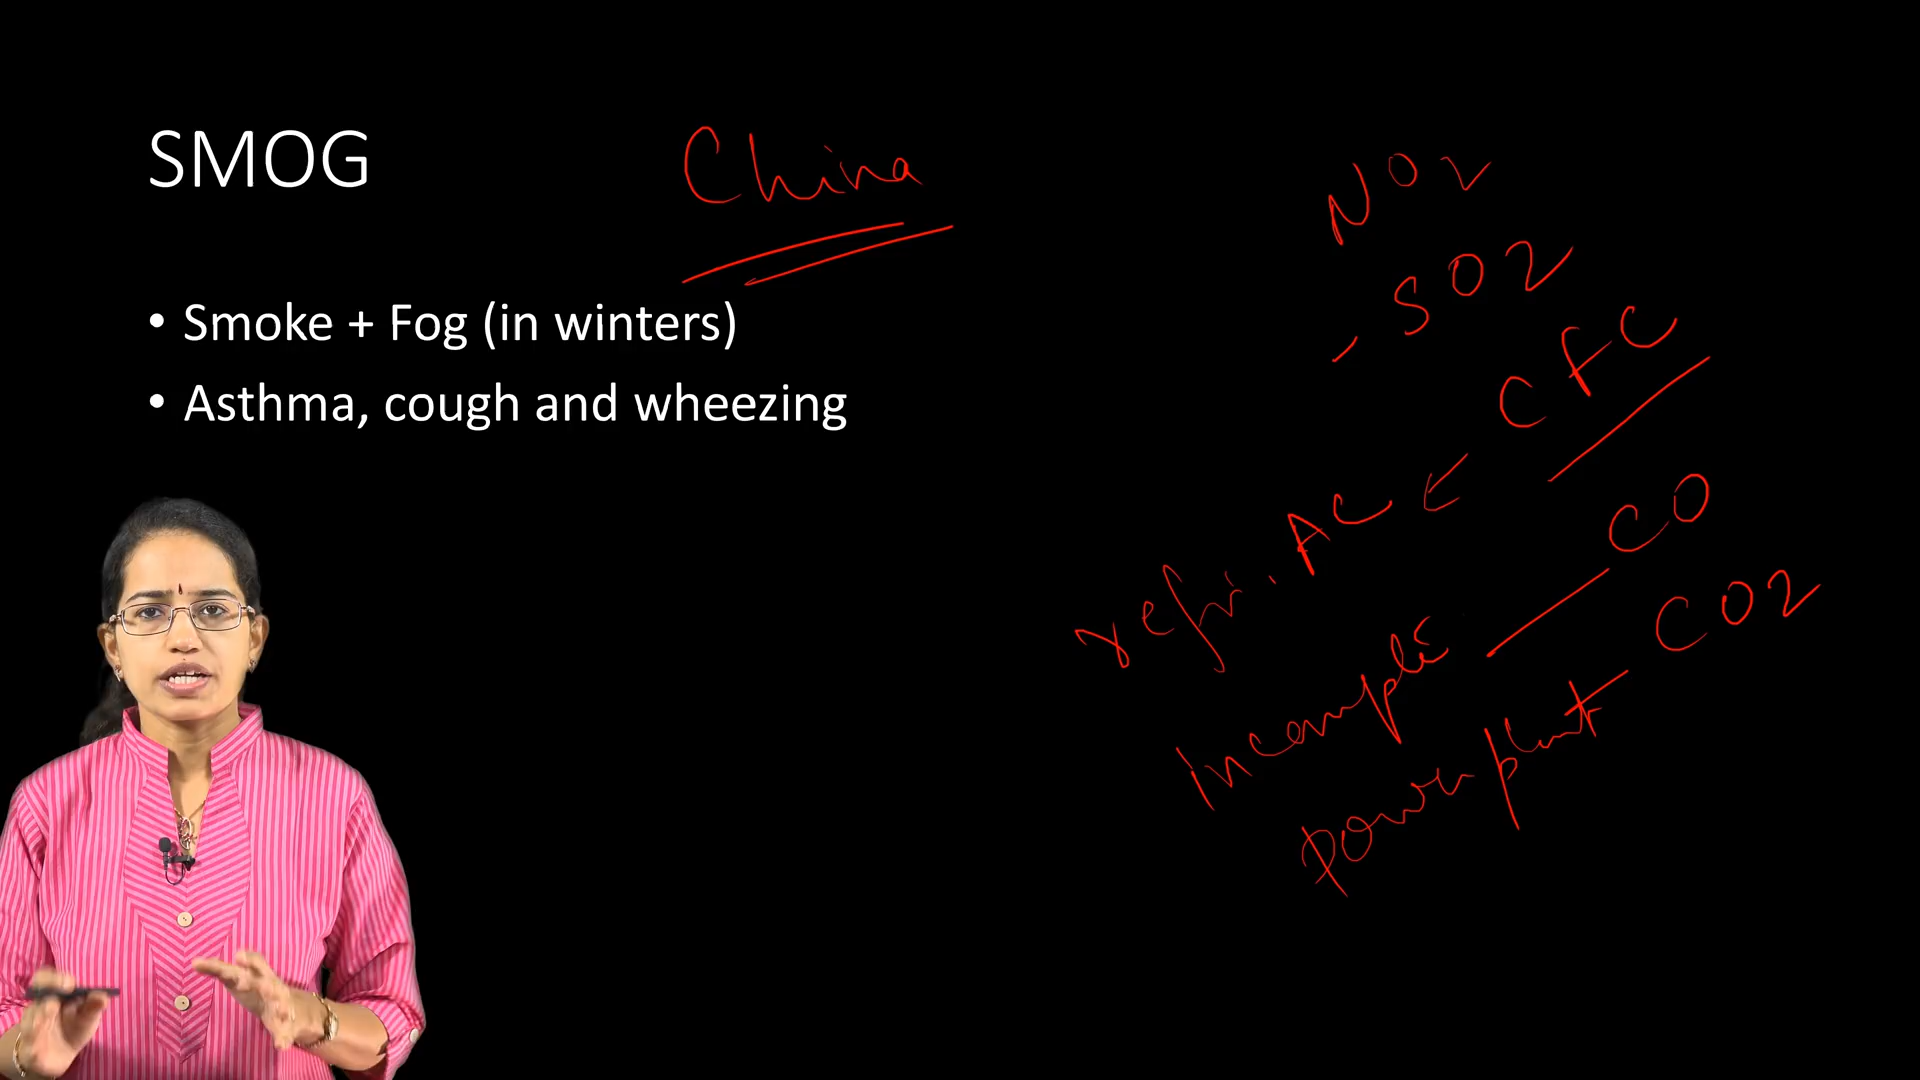 SMOG
China
• Smoke + Fog (in winters)
• Asthma, cough and wheezing
NO2
- SO2
CFC
refri. AC ←
CO
incomple
CO2
power plant